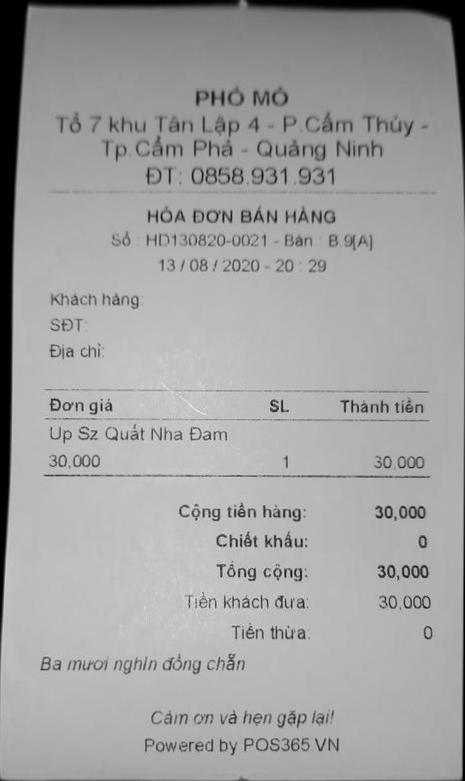 PHỐ MỎ
Tổ 7 khu Tân Lập 4 - P.Cẩm Thủy -
Tp.Cẩm Phả - Quảng Ninh
ĐT: 0858.931.931
HÓA ĐƠN BÁN HÀNG
Số : HD130820-0021 - Bàn : B.9[A]
13 / 08 / 2020 - 20 : 29
Khách hàng:
SĐT:
Địa chỉ:
Đơn giá SL Thành tiền
Up Sz Quất Nha Đam
30,000 1 30,000
Cộng tiền hàng: 30,000
Chiết khấu: 0
Tổng cộng: 30,000
Tiền khách đưa: 30,000
Tiền thừa: 0
Ba mươi nghìn đồng chẵn
Cảm ơn và hẹn gặp lại!
Powered by POS365.VN